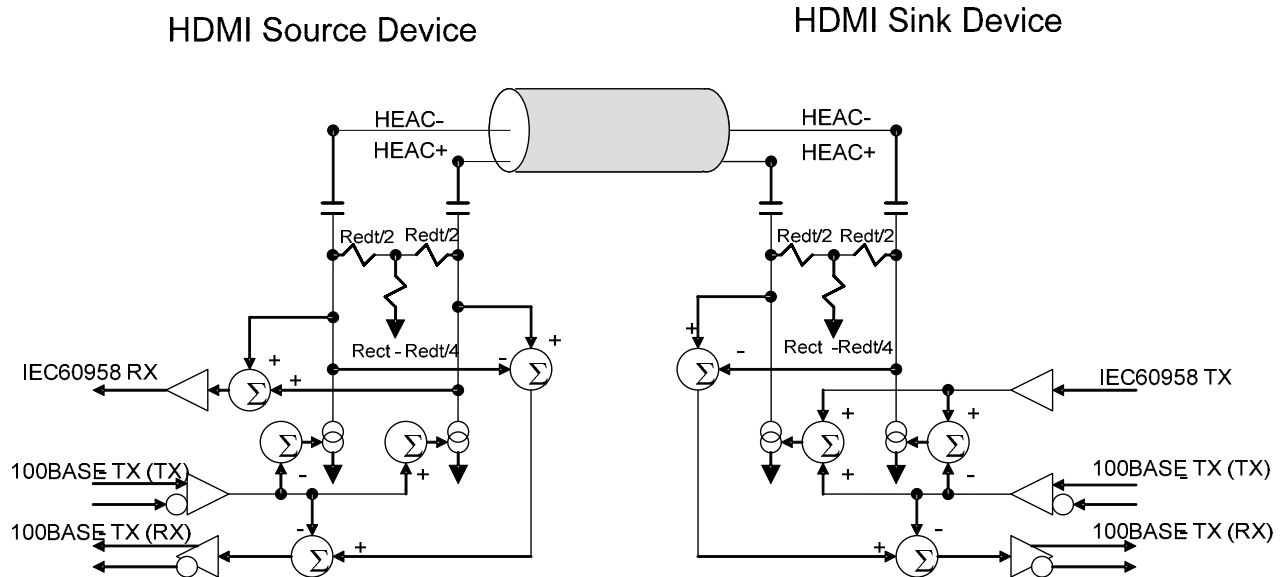 HDMI Source Device
HDMI Sink Device
HEAC-
HEAC+
HEAC-
HEAC+
Redt/2
Redt/2
Redt/2
Redt/2
Rect - Redt/4
Rect - Redt/4
+
-
Σ
+
-
Σ
IEC60958 RX
+
+
Σ
IEC60958 TX
Σ
-
Σ
+
+
Σ
+
+
Σ
-
100BASE-TX (TX)
100BASE-TX (TX)
100BASE-TX (RX)
-
Σ
+
+
-
Σ
100BASE-TX (RX)